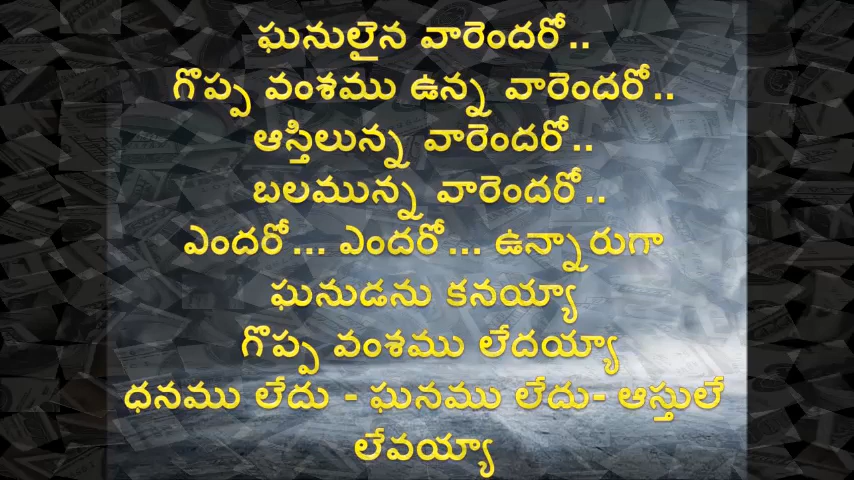 ఘనులైన వారెందరో..
గొప్ప వంశము ఉన్న వారెందరో..
ఆస్తిలున్న వారెందరో..
బలమున్న వారెందరో..
ఎందరో... ఎందరో... ఉన్నారుగా
ఘనుడను కనయ్యా
గొప్ప వంశము లేదయ్యా
ధనము లేదు - ఘనము లేదు- ఆస్తులే
లేవయ్యా